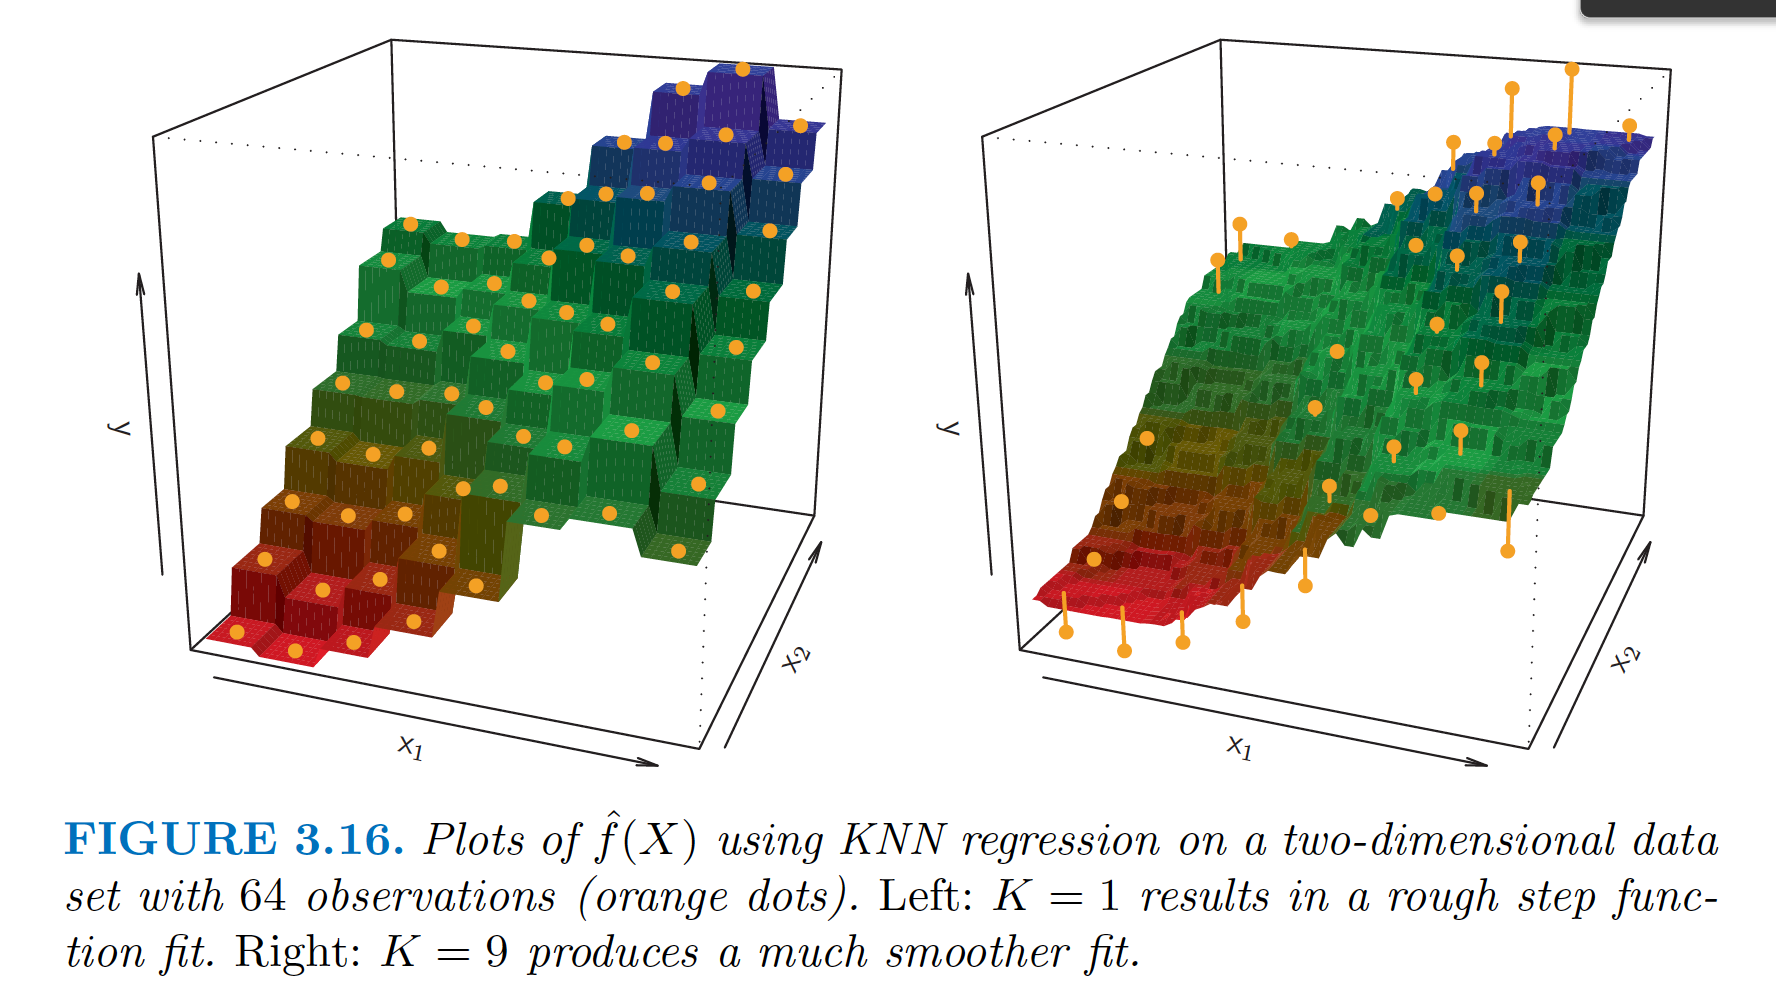 y
x1
x2
y
x1
x2
FIGURE 3.16. Plots of f̂(X) using KNN regression on a two-dimensional data
set with 64 observations (orange dots). Left: K = 1 results in a rough step func-
tion fit. Right: K = 9 produces a much smoother fit.